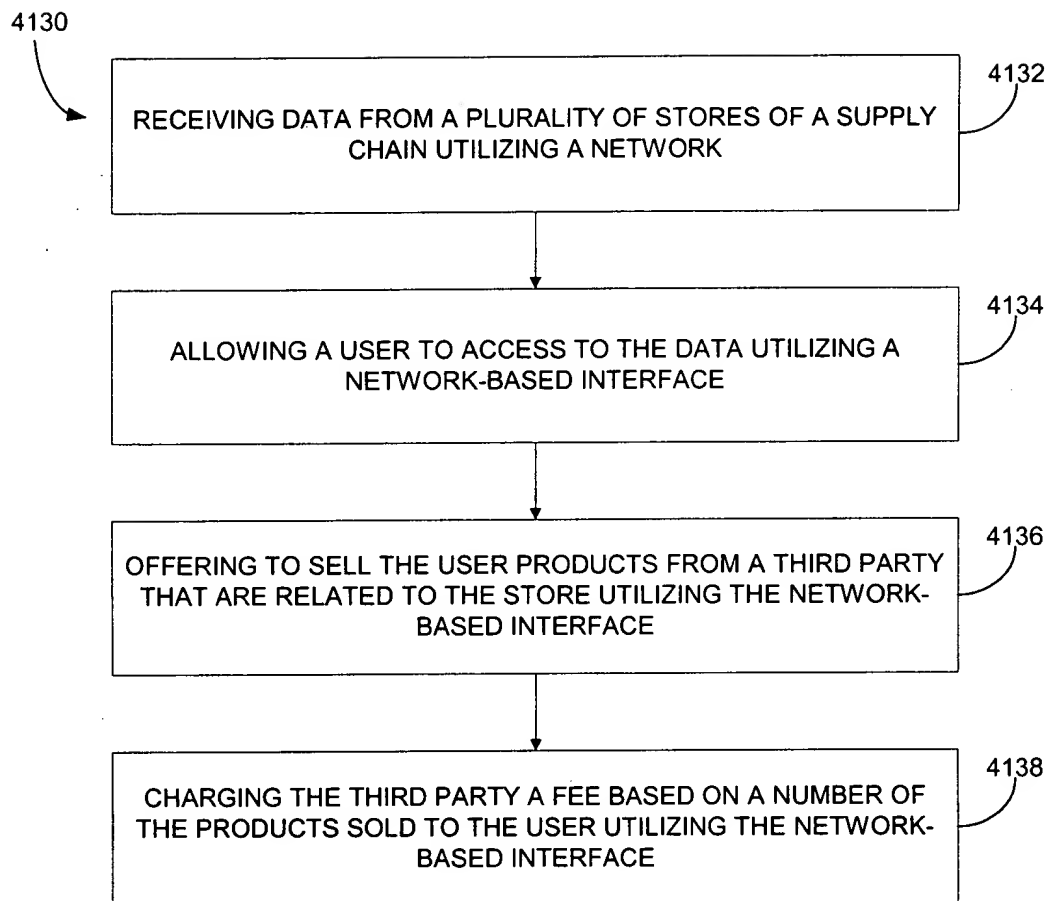 4130
4132
RECEIVING DATA FROM A PLURALITY OF STORES OF A SUPPLY
CHAIN UTILIZING A NETWORK
4134
ALLOWING A USER TO ACCESS TO THE DATA UTILIZING A
NETWORK-BASED INTERFACE
4136
OFFERING TO SELL THE USER PRODUCTS FROM A THIRD PARTY
THAT ARE RELATED TO THE STORE UTILIZING THE NETWORK-
BASED INTERFACE
4138
CHARGING THE THIRD PARTY A FEE BASED ON A NUMBER OF
THE PRODUCTS SOLD TO THE USER UTILIZING THE NETWORK-
BASED INTERFACE